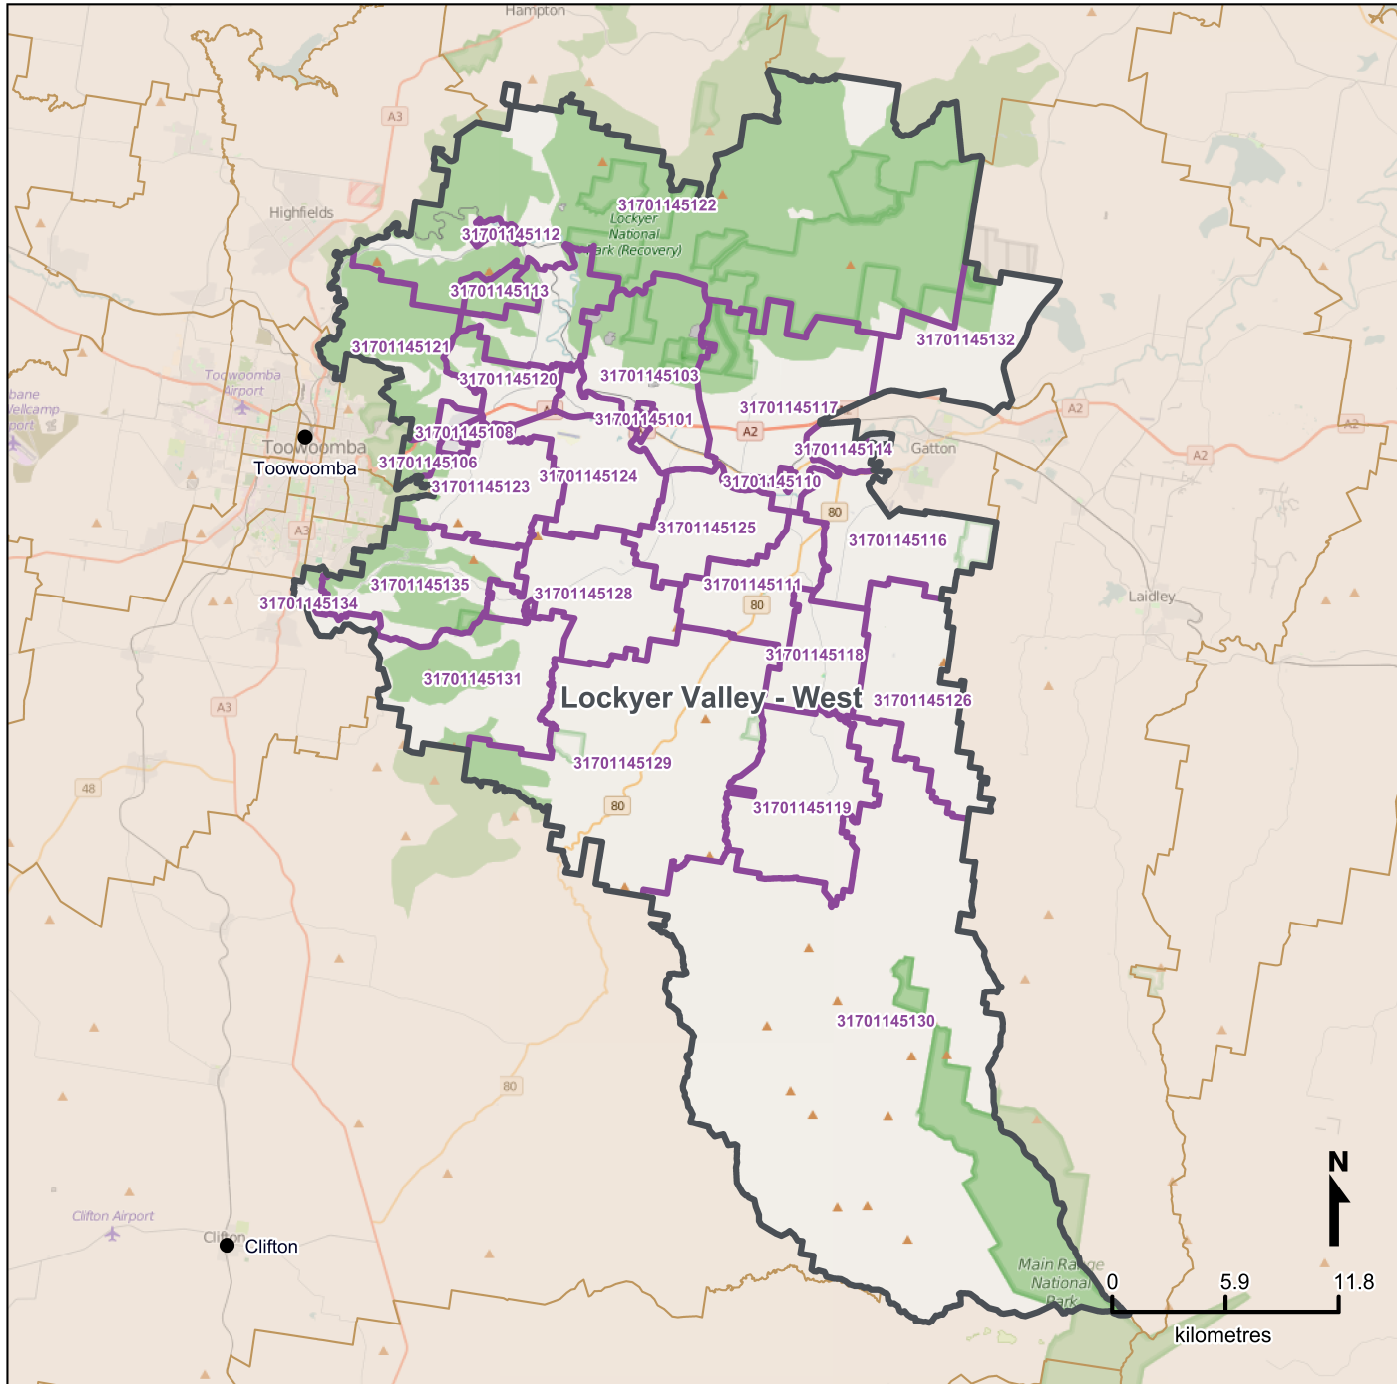 Hampton
A3
Highfields
31701145122
Lockyer
National
Park (Recovery)
31701145112
31701145113
31701145132
31701145121
Toowoomba
Airport
31701145120
31701145103
31701145117
31701145101
A2
A2
A2
A2
31701145108
31701145114
Gatton
Toowoomba
Toowoomba
31701145106
31701145123
31701145124
31701145110
80
A3
31701145125
31701145116
31701145135
31701145128
31701145111
80
Laidley
31701145134
31701145118
31701145131
Lockyer Valley - West
31701145126
A3
31701145129
48
80
31701145119
31701145130
80
Clifton Airport
Clifton
Clifton
Main Range
National
Park
N
0 5.9 11.8
kilometres